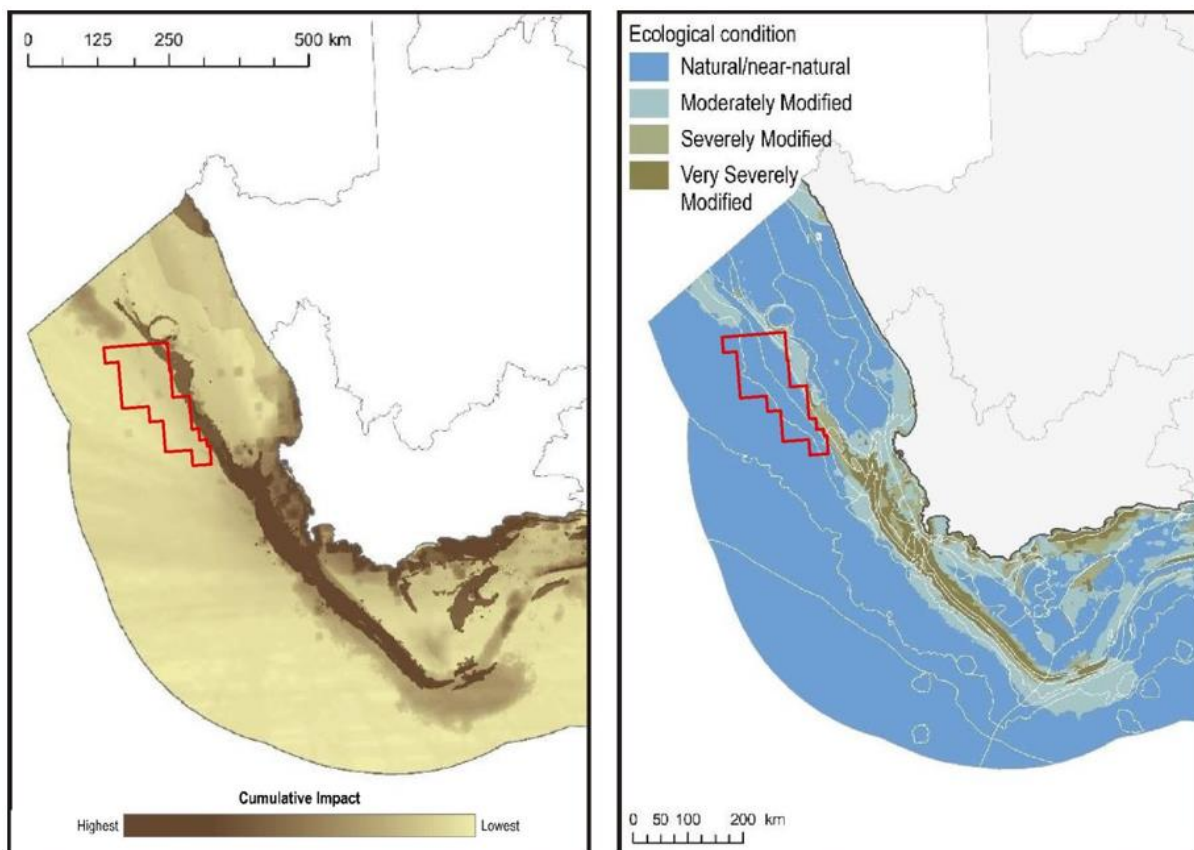 0 125 250 500 km
Cumulative Impact
Highest Lowest
Ecological condition
Natural/near-natural
Moderately Modified
Severely Modified
Very Severely
Modified
0 50 100 200 km